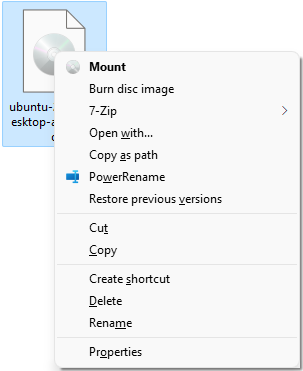 ubuntu-
esktop-a
Mount
Burn disc image
7-Zip
Open with...
Copy as path
PowerRename
Restore previous versions
Cut
Copy
Create shortcut
Delete
Rename
Properties